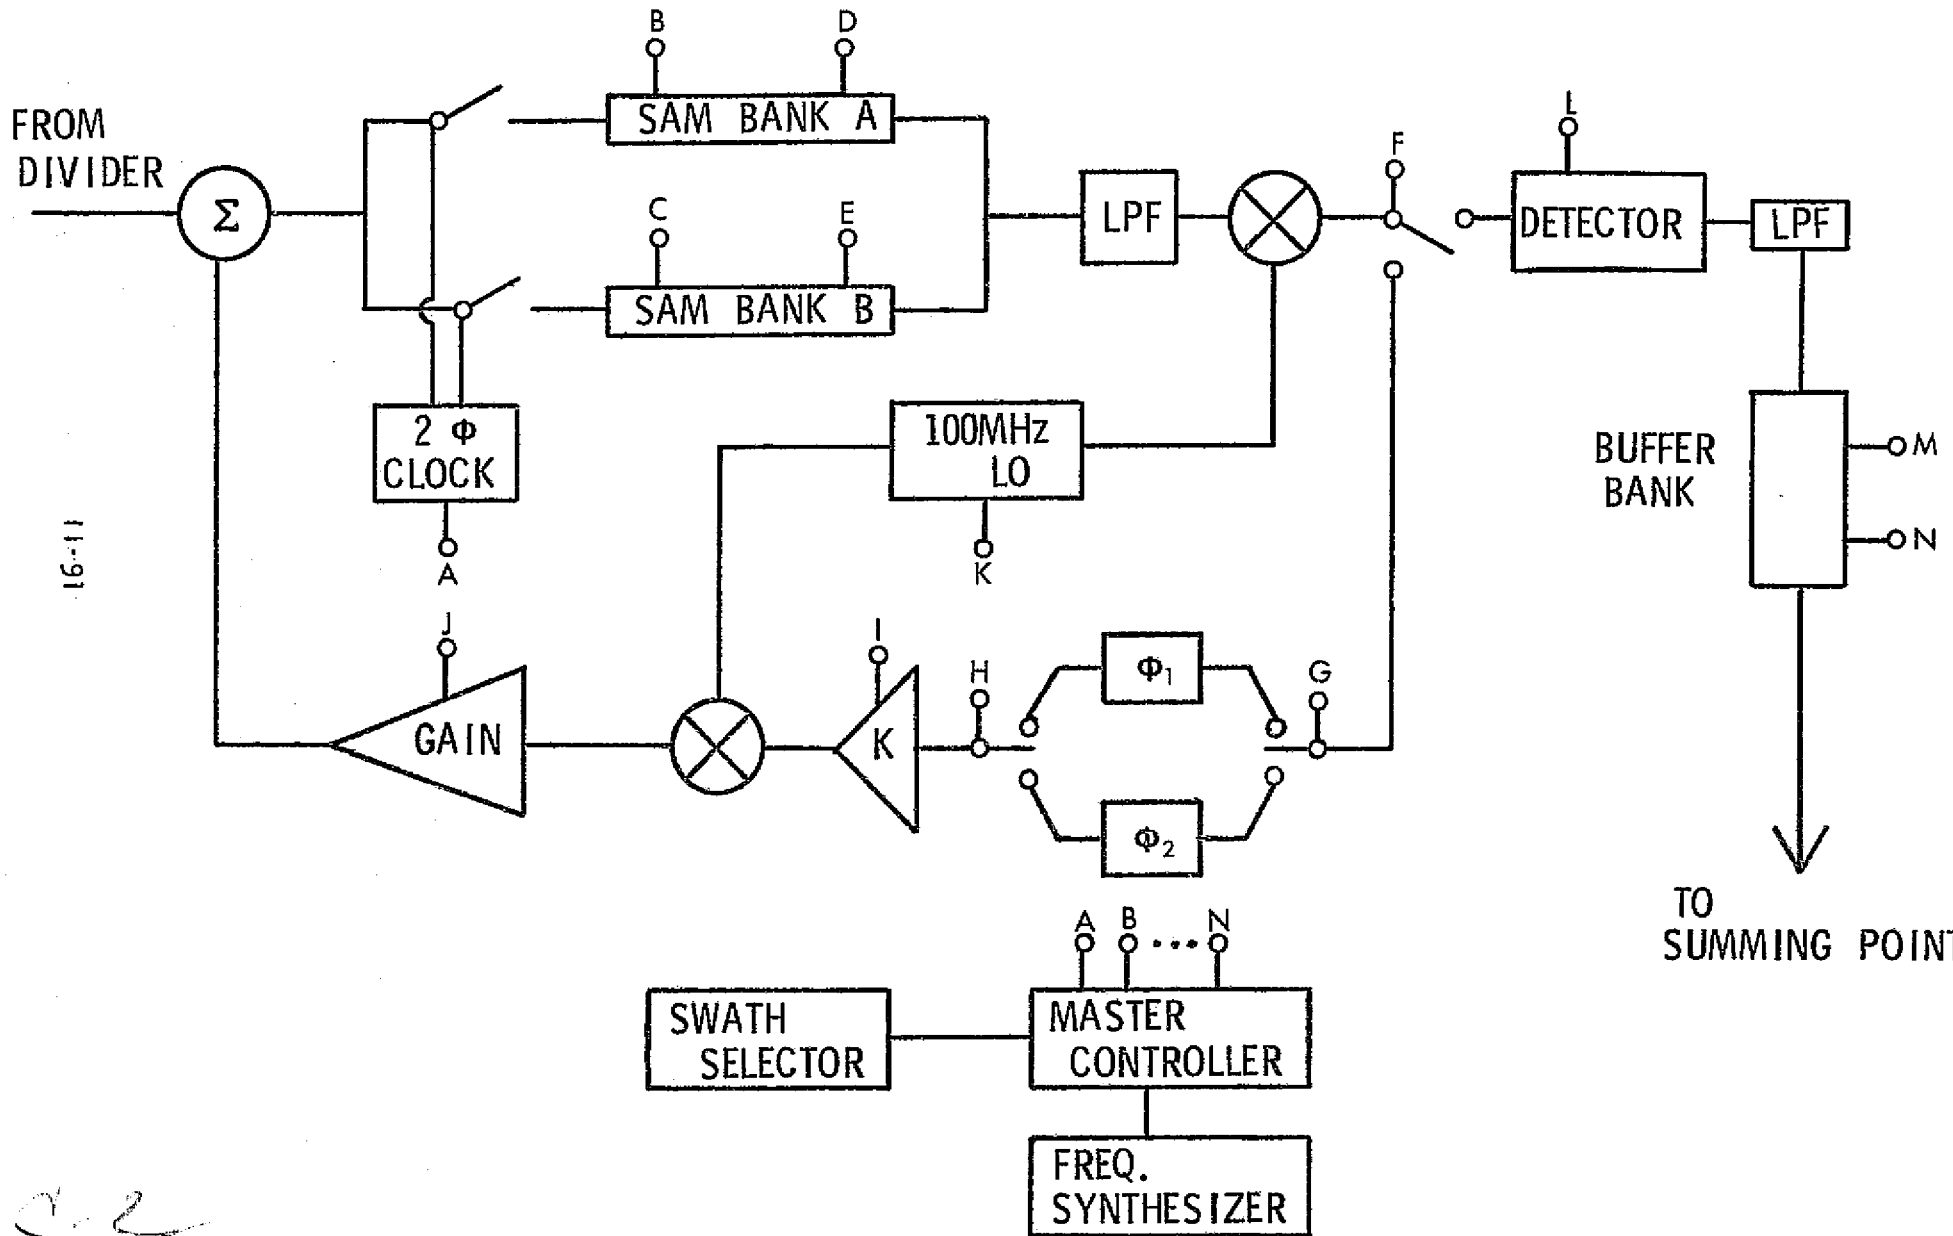 B
D
FROM
DIVIDER
SAM BANK A
L
F
Σ
C
E
LPF
DETECTOR
LPF
SAM BANK B
2 Φ
CLOCK
100MHz
LO
BUFFER
BANK
M
N
A
K
16-11
J
I
H
G
Φ1
GAIN
K
Φ2
TO
SUMMING POINT
A B ... N
SWATH
SELECTOR
MASTER
CONTROLLER
FREQ.
SYNTHESIZER